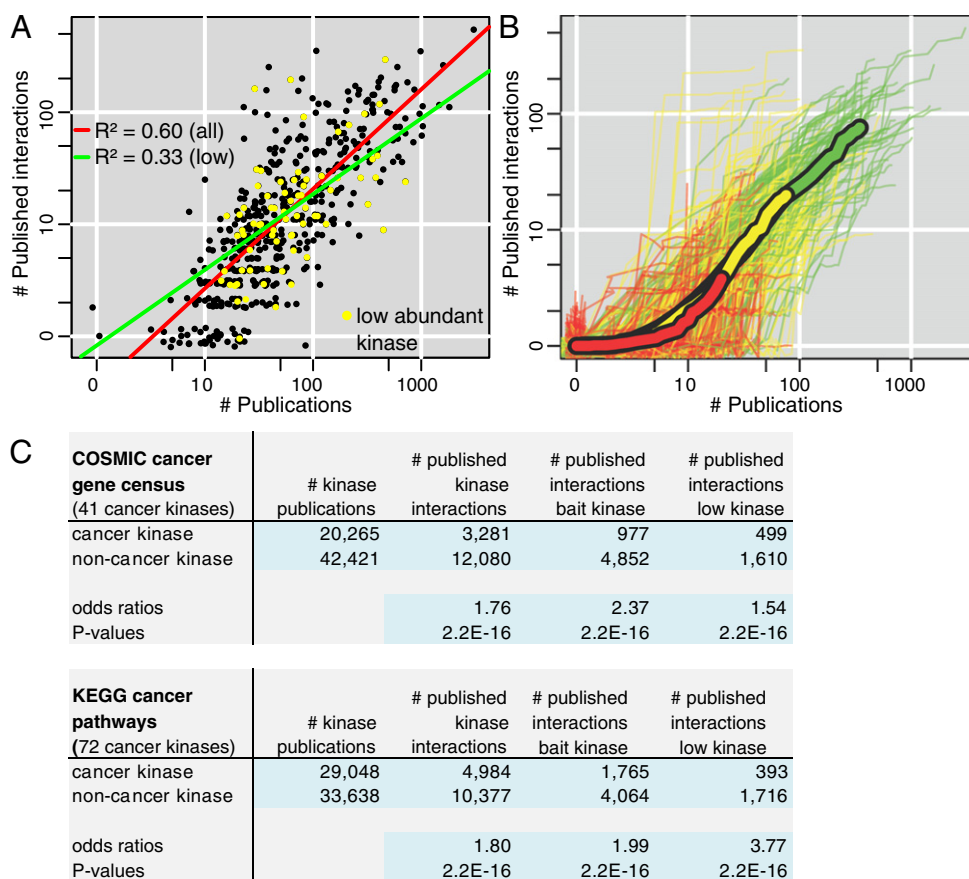 A
# Published interactions
100
10
0
R² = 0.60 (all)
R² = 0.33 (low)
low abundant
kinase
0
10
100
1000
# Publications
B
# Published interactions
100
10
0
0
10
100
1000
# Publications
C
COSMIC cancer gene census (41 cancer kinases) # kinase publications # published kinase interactions # published interactions bait kinase # published interactions low kinase
cancer kinase 20,265 3,281 977 499
non-cancer kinase 42,421 12,080 4,852 1,610
odds ratios 1.76 2.37 1.54
P-values 2.2E-16 2.2E-16 2.2E-16
KEGG cancer pathways (72 cancer kinases) # kinase publications # published kinase interactions # published interactions bait kinase # published interactions low kinase
cancer kinase 29,048 4,984 1,765 393
non-cancer kinase 33,638 10,377 4,064 1,716
odds ratios 1.80 1.99 3.77
P-values 2.2E-16 2.2E-16 2.2E-16